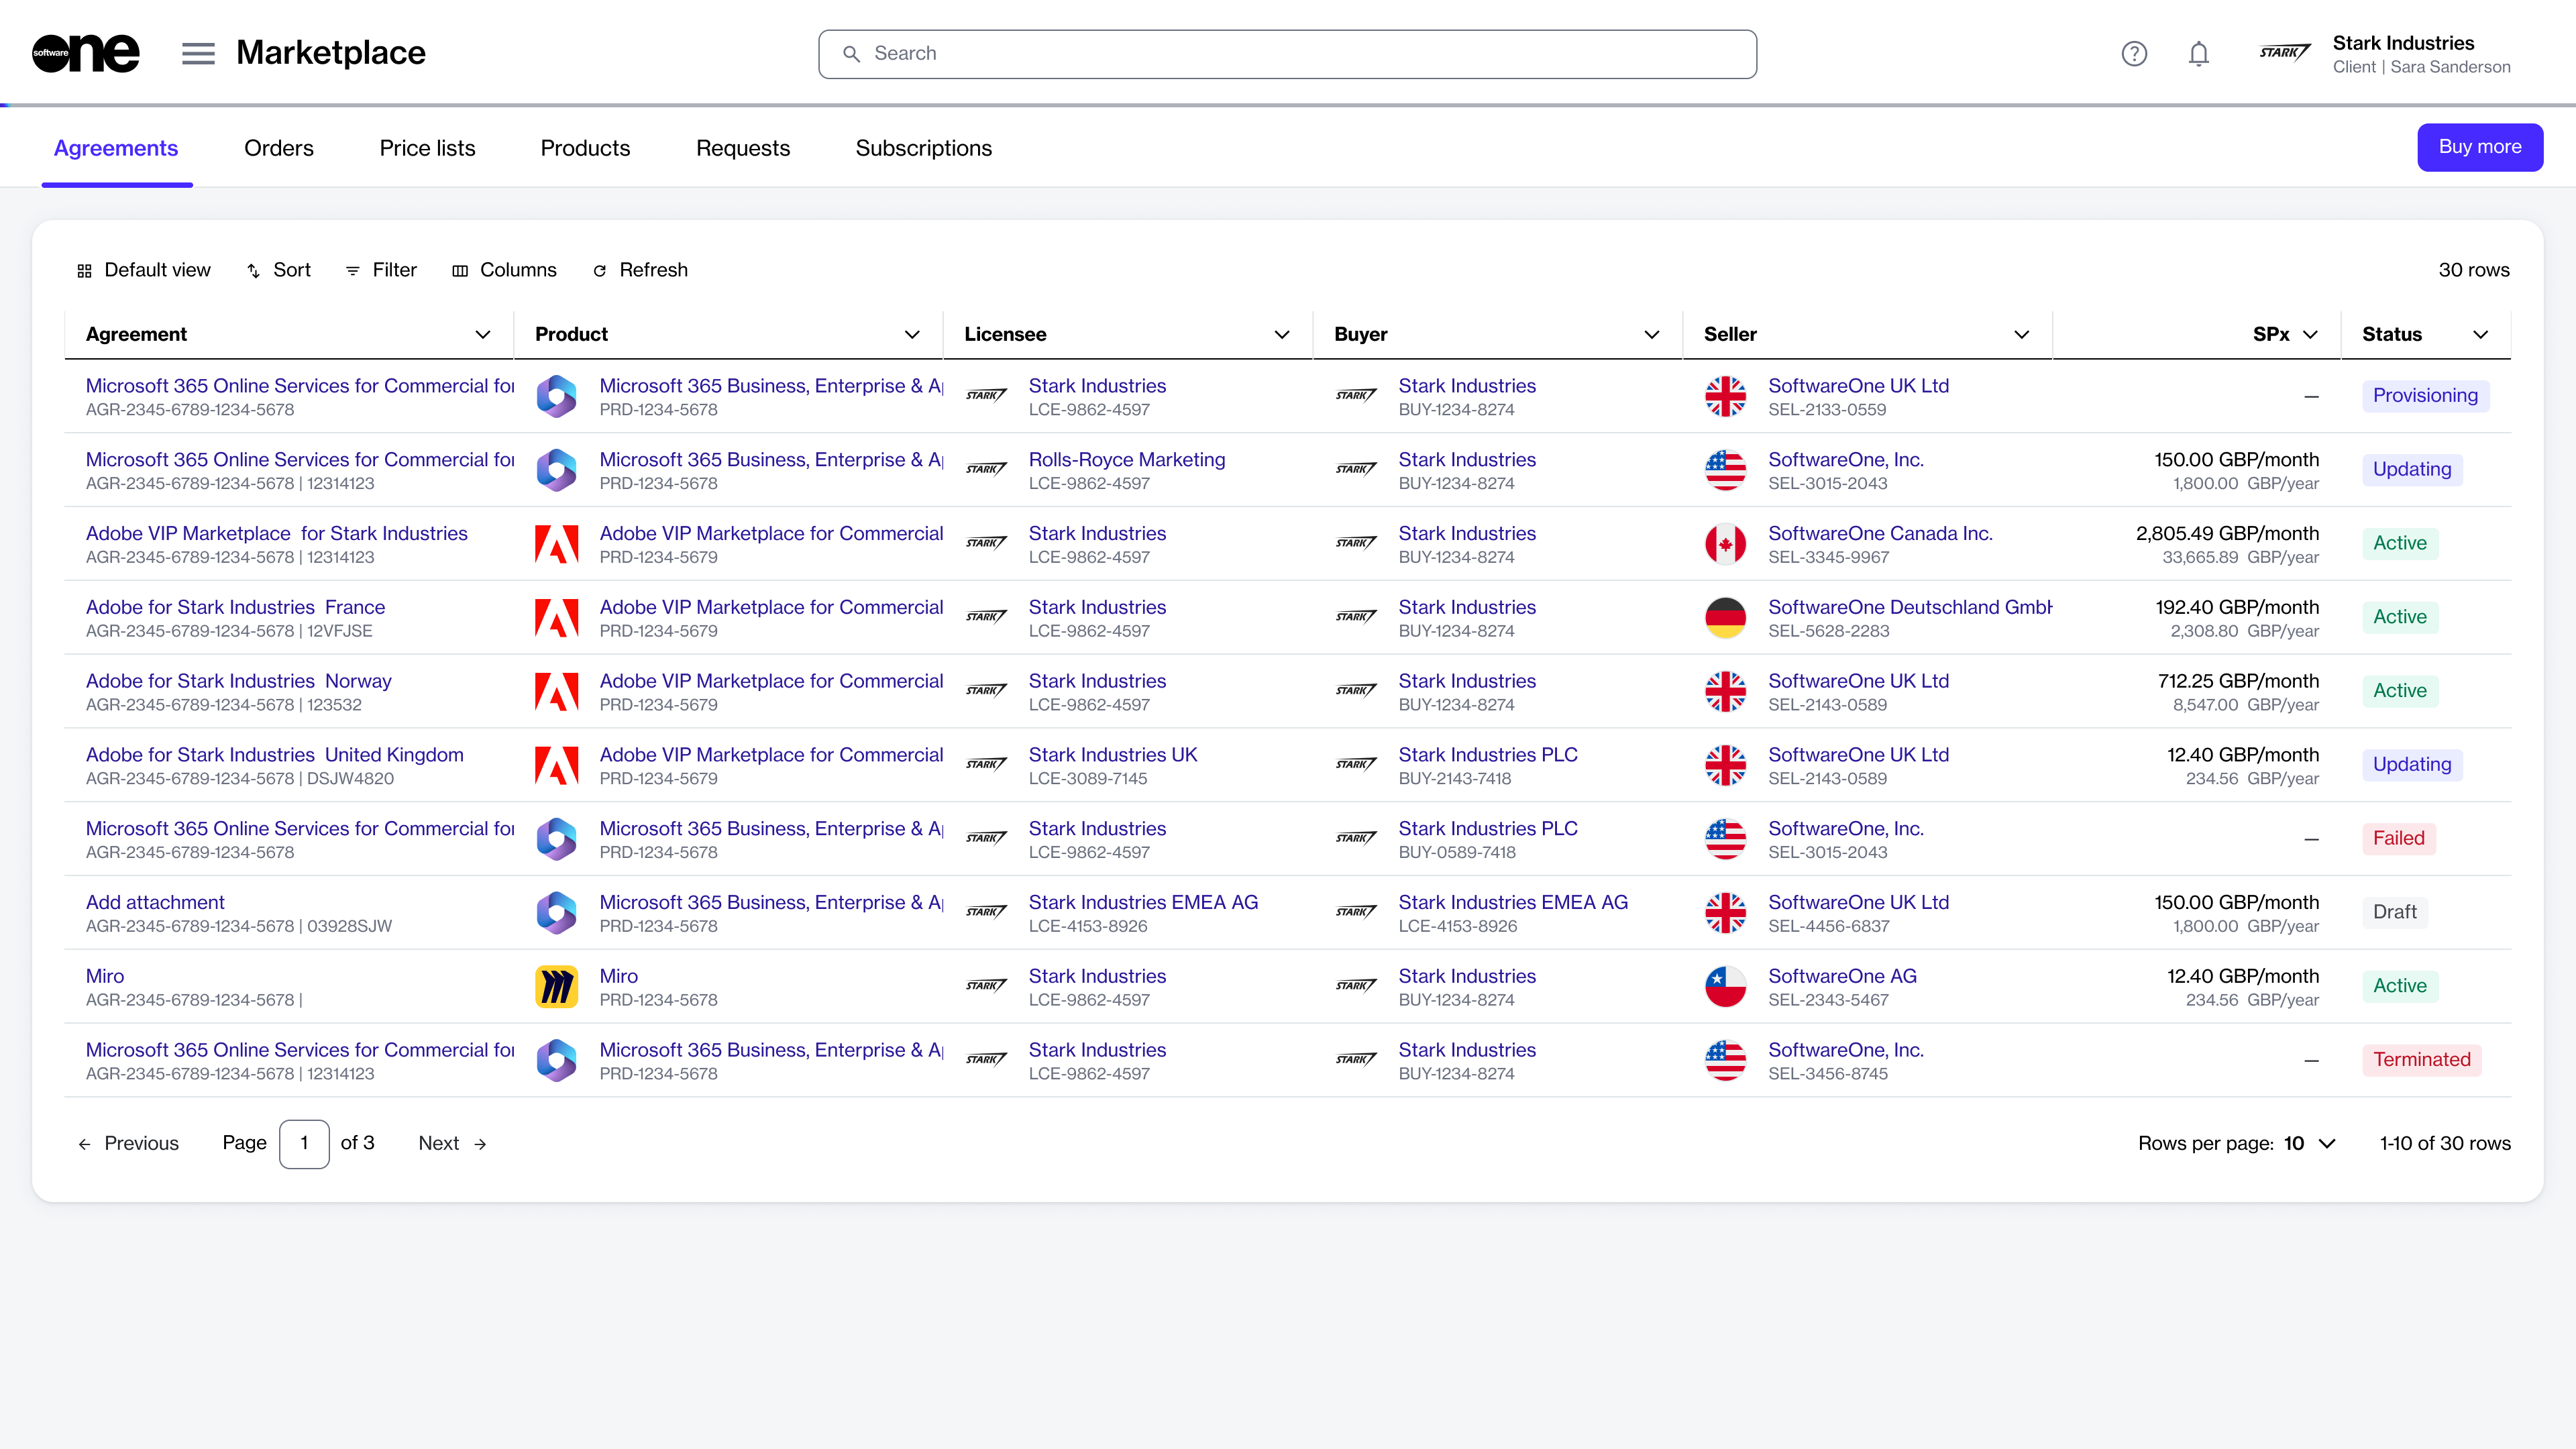 software one
Marketplace
Search
STARK
Stark Industries
Client | Sara Sanderson
Agreements
Orders
Price lists
Products
Requests
Subscriptions
Buy more
Default view
Sort
Filter
Columns
Refresh
30 rows
Agreement
Product
Licensee
Buyer
Seller
SPx
Status
Microsoft 365 Online Services for Commercial for
AGR-2345-6789-1234-5678
Microsoft 365 Business, Enterprise &
PRD-1234-5678
STARK
Stark Industries
LCE-9862-4597
STARK
Stark Industries
BUY-1234-8274
SoftwareOne UK Ltd
SEL-2133-0559
—
Provisioning
Microsoft 365 Online Services for Commercial for
AGR-2345-6789-1234-5678 | 12314123
Microsoft 365 Business, Enterprise &
PRD-1234-5678
STARK
Rolls-Royce Marketing
LCE-9862-4597
STARK
Stark Industries
BUY-1234-8274
SoftwareOne, Inc.
SEL-3015-2043
150.00 GBP/month
1,800.00 GBP/year
Updating
Adobe VIP Marketplace for Stark Industries
AGR-2345-6789-1234-5678 | 12314123
Adobe VIP Marketplace for Commercial
PRD-1234-5679
STARK
Stark Industries
LCE-9862-4597
STARK
Stark Industries
BUY-1234-8274
SoftwareOne Canada Inc.
SEL-3345-9967
2,805.49 GBP/month
33,665.89 GBP/year
Active
Adobe for Stark Industries France
AGR-2345-6789-1234-5678 | 12VFJSE
Adobe VIP Marketplace for Commercial
PRD-1234-5679
STARK
Stark Industries
LCE-9862-4597
STARK
Stark Industries
BUY-1234-8274
SoftwareOne Deutschland GmbH
SEL-5628-2283
192.40 GBP/month
2,308.80 GBP/year
Active
Adobe for Stark Industries Norway
AGR-2345-6789-1234-5678 | 123532
Adobe VIP Marketplace for Commercial
PRD-1234-5679
STARK
Stark Industries
LCE-9862-4597
STARK
Stark Industries
BUY-1234-8274
SoftwareOne UK Ltd
SEL-2143-0589
712.25 GBP/month
8,547.00 GBP/year
Active
Adobe for Stark Industries United Kingdom
AGR-2345-6789-1234-5678 | DSJW4820
Adobe VIP Marketplace for Commercial
PRD-1234-5679
STARK
Stark Industries UK
LCE-3089-7145
STARK
Stark Industries PLC
BUY-2143-7418
SoftwareOne UK Ltd
SEL-2143-0589
12.40 GBP/month
234.56 GBP/year
Updating
Microsoft 365 Online Services for Commercial for
AGR-2345-6789-1234-5678
Microsoft 365 Business, Enterprise &
PRD-1234-5678
STARK
Stark Industries
LCE-9862-4597
STARK
Stark Industries PLC
BUY-0589-7418
SoftwareOne, Inc.
SEL-3015-2043
—
Failed
Add attachment
AGR-2345-6789-1234-5678 | 03928SJW
Microsoft 365 Business, Enterprise &
PRD-1234-5678
STARK
Stark Industries EMEA AG
LCE-4153-8926
STARK
Stark Industries EMEA AG
LCE-4153-8926
SoftwareOne UK Ltd
SEL-4456-6837
150.00 GBP/month
1,800.00 GBP/year
Draft
Miro
AGR-2345-6789-1234-5678 |
Miro
PRD-1234-5678
STARK
Stark Industries
LCE-9862-4597
STARK
Stark Industries
BUY-1234-8274
SoftwareOne AG
SEL-2343-5467
12.40 GBP/month
234.56 GBP/year
Active
Microsoft 365 Online Services for Commercial for
AGR-2345-6789-1234-5678 | 12314123
Microsoft 365 Business, Enterprise &
PRD-1234-5678
STARK
Stark Industries
LCE-9862-4597
STARK
Stark Industries
BUY-1234-8274
SoftwareOne, Inc.
SEL-3456-8745
—
Terminated
Previous
Page 1 of 3
Next
Rows per page: 10
1-10 of 30 rows